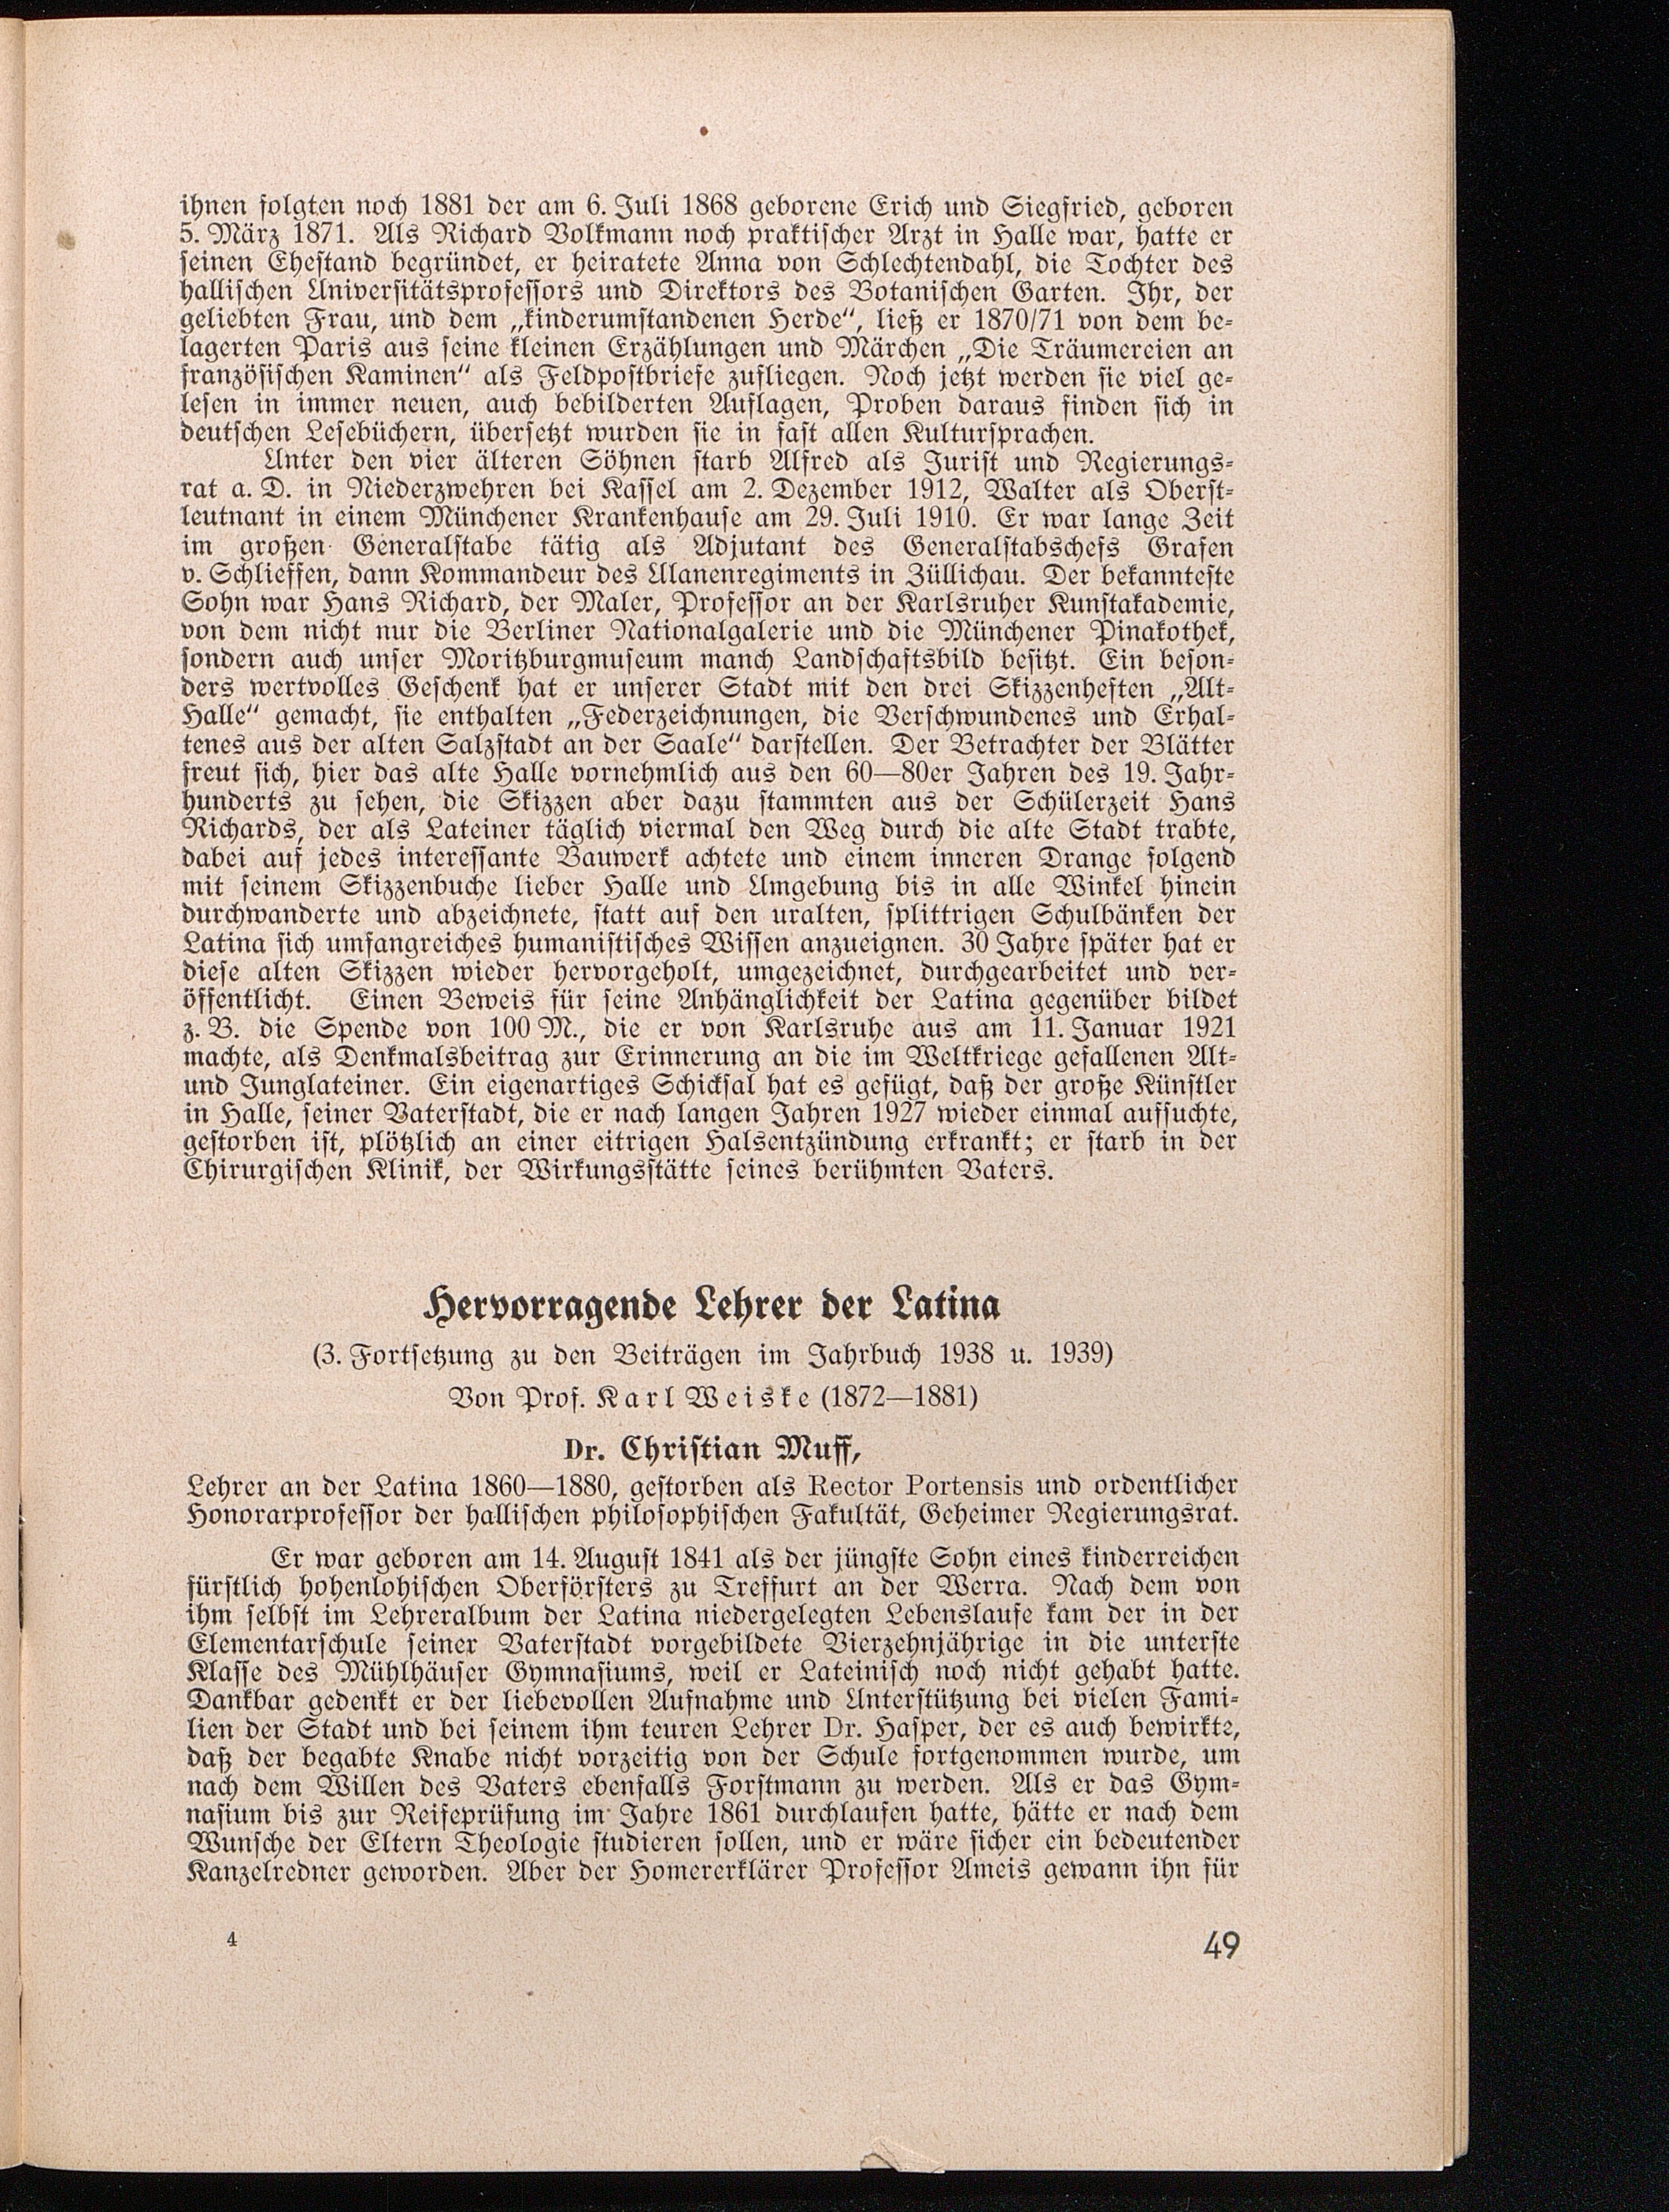 ihnen folgten noch 1881 der am 6. Juli 1868 geborene Erich und Siegfried, geboren
5. März 1871. Als Richard Volkmann noch praktischer Arzt in Halle war, hatte er
seinen Ehestand begründet, er heiratete Anna von Schlechtendahl, die Tochter des
hallischen Universitätsprofessors und Direktors des Botanischen Garten. Ihr, der
geliebten Frau, und dem „kinderumstandenen Herde“, ließ er 1870/71 von dem be-
lagerten Paris aus seine kleinen Erzählungen und Märchen „Die Träumereien an
französischen Kaminen“ als Feldpostbriefe zufliegen. Noch jetzt werden sie viel ge-
lesen in immer neuen, auch bebilderten Auflagen, Proben daraus finden sich in
deutschen Lesebüchern, übersetzt wurden sie in fast allen Kultursprachen.
Unter den vier älteren Söhnen starb Alfred als Jurist und Regierungs-
rat a. D. in Niederzwehren bei Kassel am 2. Dezember 1912, Walter als Oberst-
leutnant in einem Münchener Krankenhause am 29. Juli 1910. Er war lange Zeit
im großen Generalstabe tätig als Adjutant des Generalstabschefs Grafen
v. Schlieffen, dann Kommandeur des Ulanenregiments in Züllichau. Der bekannteste
Sohn war Hans Richard, der Maler, Professor an der Karlsruher Kunstakademie,
von dem nicht nur die Berliner Nationalgalerie und die Münchener Pinakothek,
sondern auch unser Moritzburgmuseum manch Landschaftsbild besitzt. Ein beson-
ders wertvolles Geschenk hat er unserer Stadt mit den drei Skizzenheften „Alt-
Halle“ gemacht, sie enthalten „Federzeichnungen, die Verschwundenes und Erhal-
tenes aus der alten Salzstadt an der Saale“ darstellen. Der Betrachter der Blätter
freut sich, hier das alte Halle vornehmlich aus den 60—80er Jahren des 19. Jahr-
hunderts zu sehen, die Skizzen aber dazu stammten aus der Schülerzeit Hans
Richards, der als Lateiner täglich viermal den Weg durch die alte Stadt trabte,
dabei auf jedes interessante Bauwerk achtete und einem inneren Drange folgend
mit seinem Skizzenbuche lieber Halle und Umgebung bis in alle Winkel hinein
durchwanderte und abzeichnete, statt auf den uralten, splittrigen Schulbänken der
Latina sich umfangreiches humanistisches Wissen anzueignen. 30 Jahre später hat er
diese alten Skizzen wieder hervorgeholt, umgezeichnet, durchgearbeitet und ver-
öffentlicht. Einen Beweis für seine Anhänglichkeit der Latina gegenüber bildet
z. B. die Spende von 100 M., die er von Karlsruhe aus am 11. Januar 1921
machte, als Denkmalsbeitrag zur Erinnerung an die im Weltkriege gefallenen Alt-
und Junglateiner. Ein eigenartiges Schicksal hat es gefügt, daß der große Künstler
in Halle, seiner Vaterstadt, die er nach langen Jahren 1927 wieder einmal aufsuchte,
gestorben ist, plötzlich an einer eitrigen Halsentzündung erkrankt; er starb in der
Chirurgischen Klinik, der Wirkungsstätte seines berühmten Vaters.
Hervorragende Lehrer der Latina
(3. Fortsetzung zu den Beiträgen im Jahrbuch 1938 u. 1939)
Von Prof. Karl Weiske (1872—1881)
Dr. Christian Muff,
Lehrer an der Latina 1860—1880, gestorben als Rector Portensis und ordentlicher
Honorarprofessor der hallischen philosophischen Fakultät, Geheimer Regierungsrat.
Er war geboren am 14. August 1841 als der jüngste Sohn eines kinderreichen
fürstlich hohenlohischen Oberförsters zu Treffurt an der Werra. Nach dem von
ihm selbst im Lehreralbum der Latina niedergelegten Lebenslaufe kam der in der
Elementarschule seiner Vaterstadt vorgebildete Vierzehnjährige in die unterste
Klasse des Mühlhäuser Gymnasiums, weil er Lateinisch noch nicht gehabt hatte.
Dankbar gedenkt er der liebevollen Aufnahme und Unterstützung bei vielen Fami-
lien der Stadt und bei seinem ihm teuren Lehrer Dr. Hasper, der es auch bewirkte,
daß der begabte Knabe nicht vorzeitig von der Schule fortgenommen wurde, um
nach dem Willen des Vaters ebenfalls Forstmann zu werden. Als er das Gym-
nasium bis zur Reifeprüfung im Jahre 1861 durchlaufen hatte, hätte er nach dem
Wunsche der Eltern Theologie studieren sollen, und er wäre sicher ein bedeutender
Kanzelredner geworden. Aber der Homererklärer Professor Ameis gewann ihn für
4
49